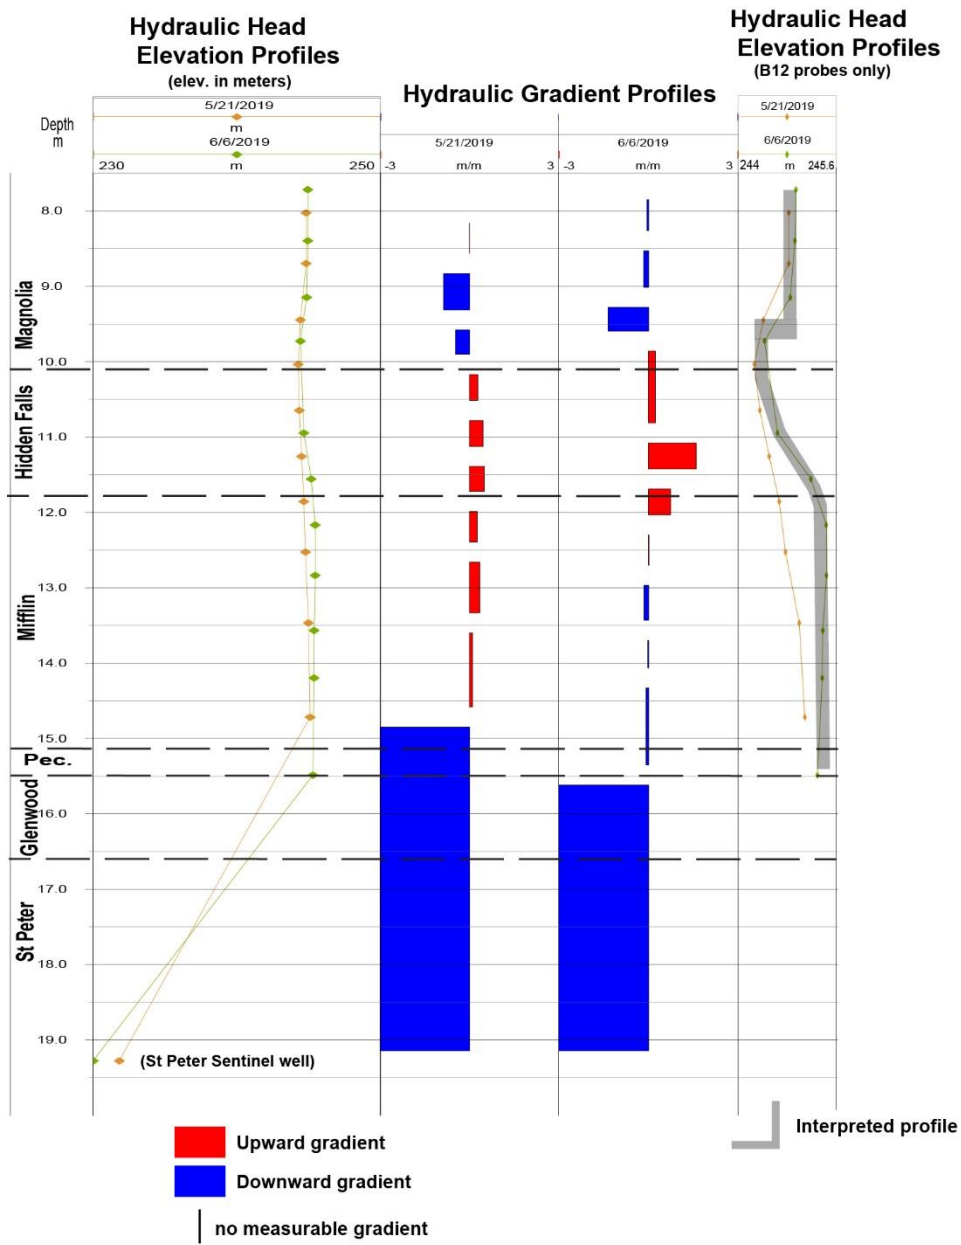 Hydraulic Head
Elevation Profiles
(elev. in meters)
Hydraulic Gradient Profiles
Hydraulic Head
Elevation Profiles
(B12 probes only)
Depth
m
5/21/2019
m
6/6/2019
230 m 250
5/21/2019
-3 m/m 3
6/6/2019
-3 m/m 3
5/21/2019
6/6/2019
244 m 245.6
8.0
9.0
10.0
11.0
12.0
13.0
14.0
15.0
16.0
17.0
18.0
19.0
Magnolia
Hidden Falls
Mifflin
Pec.
Glenwood
St Peter
(St Peter Sentinel well)
Upward gradient
Downward gradient
no measurable gradient
Interpreted profile